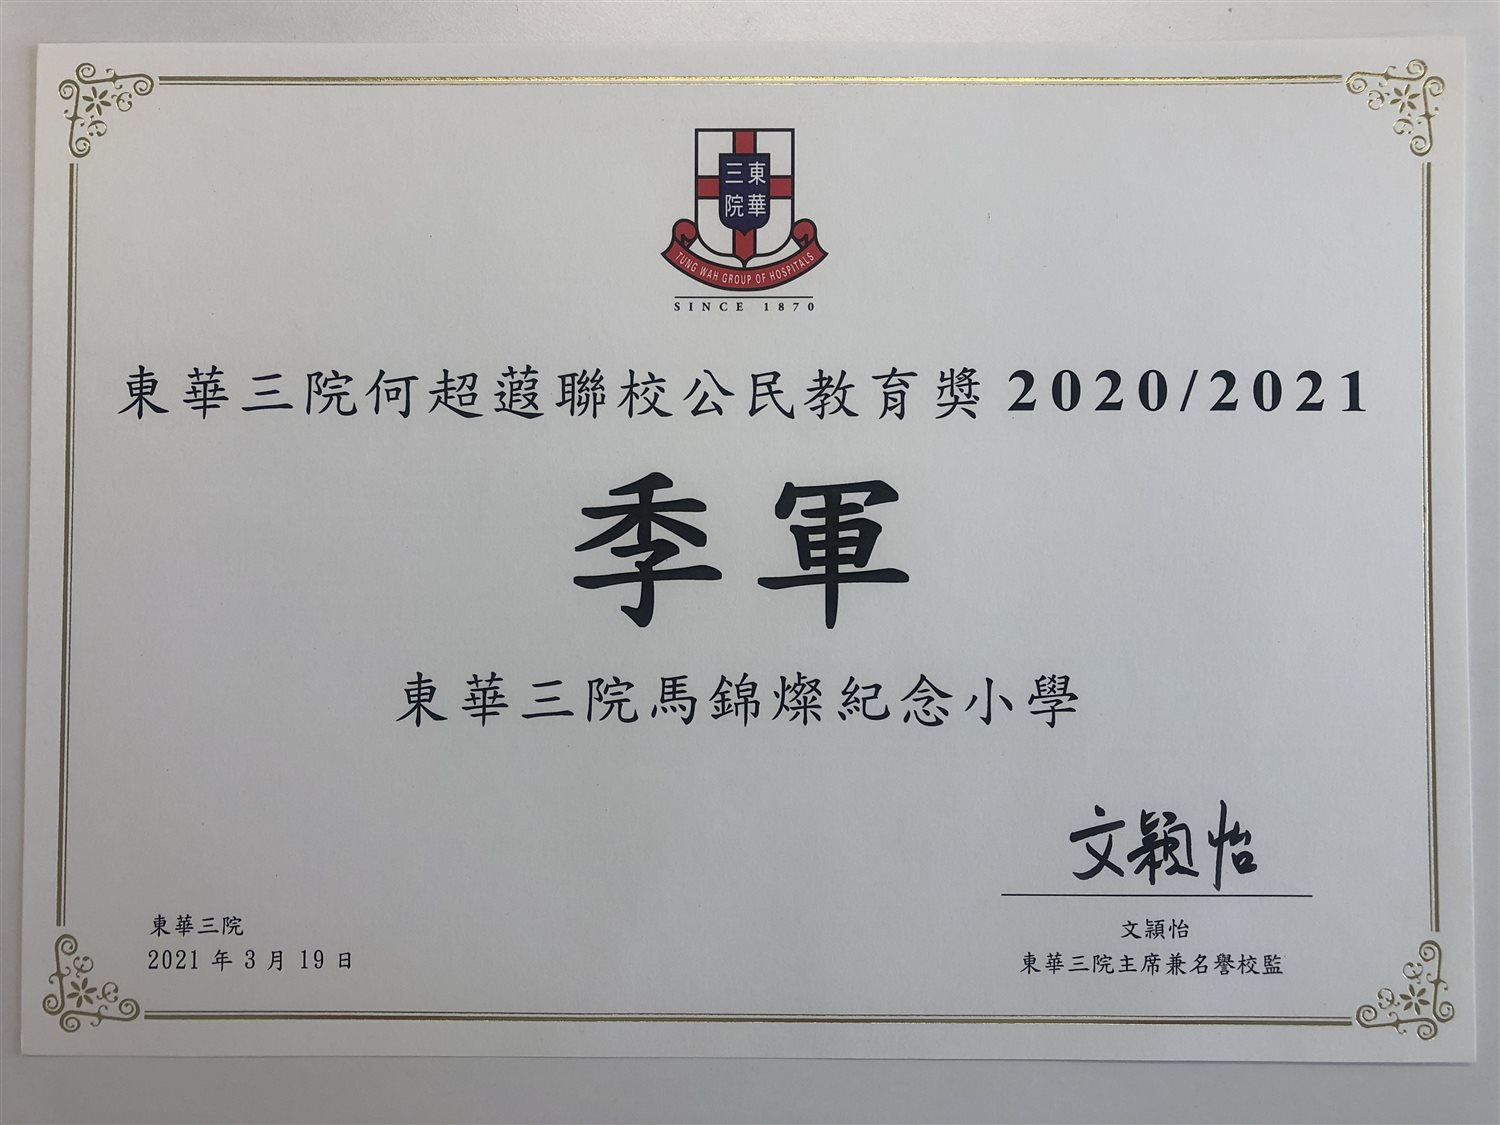 東華
三院
TUNG WAH GROUP OF HOSPITALS
SINCE 1870
東華三院何超蕸聯校公民教育獎 2020/2021
季軍
東華三院馬錦燦紀念小學
文穎怡
東華三院
2021 年 3 月 19 日
文穎怡
東華三院主席兼名譽校監